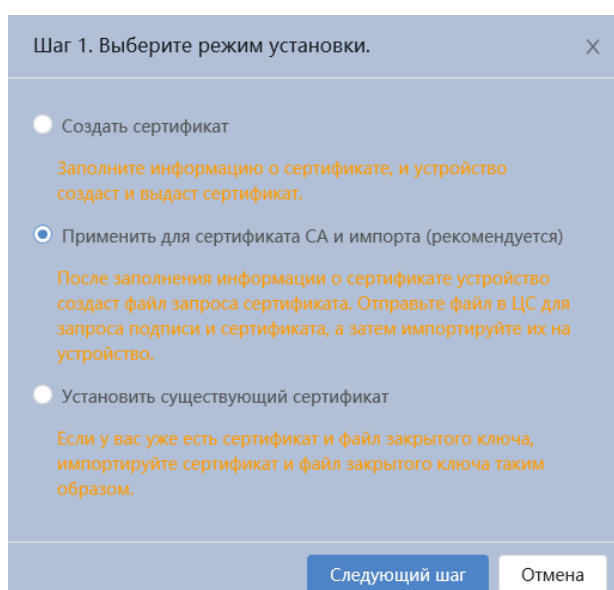 Шаг 1. Выберите режим установки.
Создать сертификат
Заполните информацию о сертификате, и устройство
создаст и выдаст сертификат.
Применить для сертификата CA и импорта (рекомендуется)
После заполнения информации о сертификате устройство
создаст файл запроса сертификата. Отправьте файл в ЦС для
запроса подписи и сертификата, а затем импортируйте их на
устройство.
Установить существующий сертификат
Если у вас уже есть сертификат и файл закрытого ключа,
импортируйте сертификат и файл закрытого ключа таким
образом.
Следующий шаг Отмена